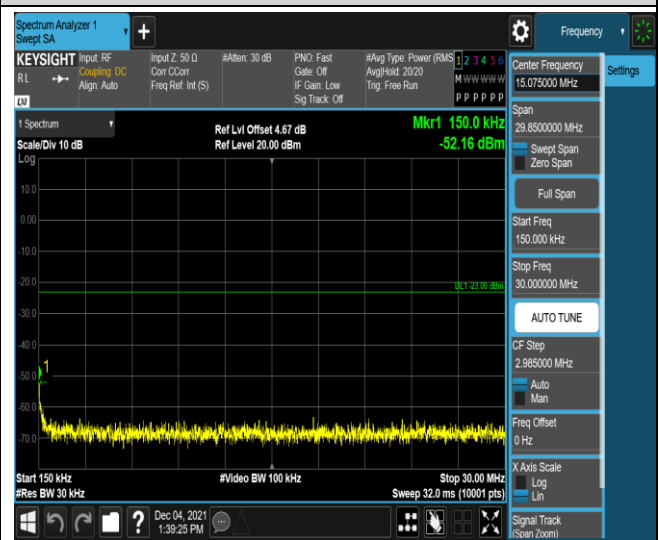 Spectrum Analyzer 1
Swept SA
Frequency
KEYSIGHT
RL
Input: RF
Coupling: DC
Align: Auto
Input Z: 50 Ω
Corr CCorr
Freq Ref: Int (S)
#Atten: 30 dB
PNO: Fast
Gate: Off
IF Gain: Low
Sig Track: Off
#Avg Type: Power (RMS
Avg|Hold: 20/20
Trig: Free Run
1 2 3 4 5 6
M W W W W W
P P P P P P
Settings
Center Frequency
15.075000 MHz
Span
29.8500000 MHz
Swept Span
Zero Span
Full Span
Start Freq
150.000 kHz
Stop Freq
30.000000 MHz
AUTO TUNE
CF Step
2.985000 MHz
Auto
Man
Freq Offset
0 Hz
X Axis Scale
Log
Lin
Signal Track
(Span Zoom)
1 Spectrum
Scale/Div 10 dB
Ref Lvl Offset 4.67 dB
Ref Level 20.00 dBm
Mkr1 150.0 kHz
-52.16 dBm
Log
10.0
0.00
-10.0
-20.0
DL1 -23.00 dBm
-30.0
-40.0
1
-50.0
-60.0
-70.0
Start 150 kHz
#Res BW 30 kHz
#Video BW 100 kHz
Stop 30.00 MHz
Sweep 32.0 ms (10001 pts)
?
Dec 04, 2021
1:39:25 PM